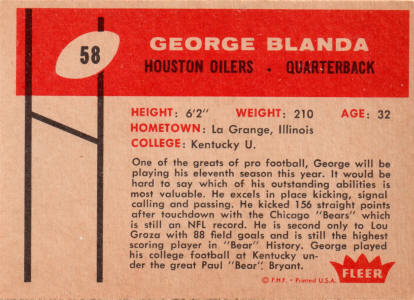 58
GEORGE BLANDA
HOUSTON OILERS - QUARTERBACK
HEIGHT: 6'2" WEIGHT: 210 AGE: 32
HOMETOWN: La Grange, Illinois
COLLEGE: Kentucky U.
One of the greats of pro football, George will be
playing his eleventh season this year. It would be
hard to say which of his outstanding abilities is
most valuable. He excels in place kicking, signal
calling and passing. He kicked 156 straight points
after touchdown with the Chicago "Bears" which
is still an NFL record. He is second only to Lou
Groza with 88 field goals and is still the highest
scoring player in "Bear" History. George played
his college football at Kentucky un-
der the great Paul "Bear" Bryant.
FLEER
© F.H.F. • Printed U.S.A.